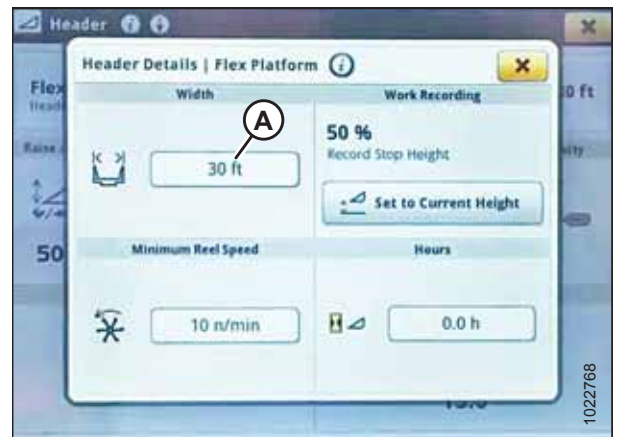 Header
Header Details | Flex Platform
Flex
0 ft
Width
Work Recording
A
50 %
Record Stop Height
30 ft
Set to Current Height
50
Minimum Reel Speed
Hours
10 n/min
0.0 h
1022768